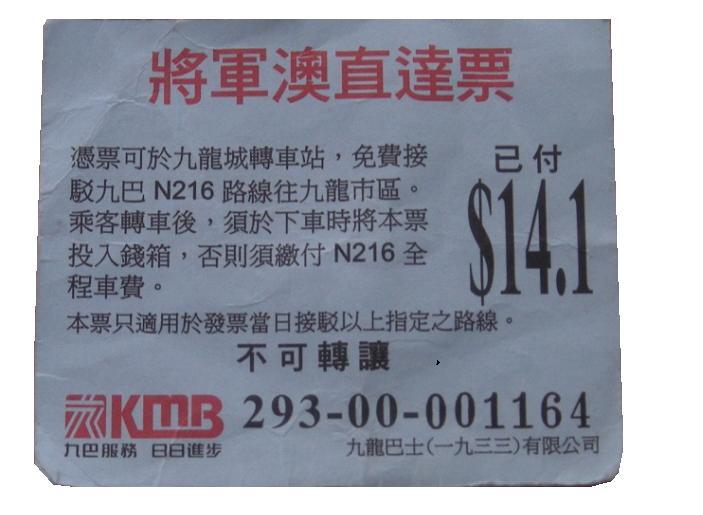 將軍澳直達票
憑票可於九龍城轉車站，免費接
駁九巴 N216 路線往九龍市區。
乘客轉車後，須於下車時將本票
投入錢箱，否則須繳付 N216 全
程車費。
已付
$14.1
本票只適用於發票當日接駁以上指定之路線。
不可轉讓
KMB
九巴服務 日日進步
293-00-001164
九龍巴士(一九三三)有限公司